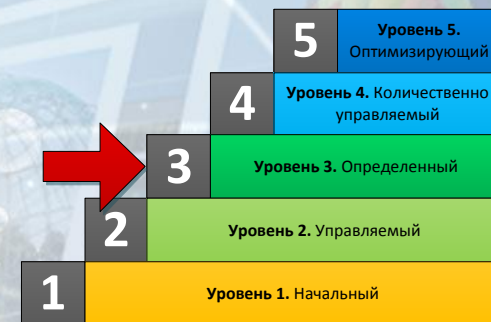 5
Уровень 5.
Оптимизирующий
4
Уровень 4. Количественно
управляемый
3
Уровень 3. Определенный
2
Уровень 2. Управляемый
1
Уровень 1. Начальный